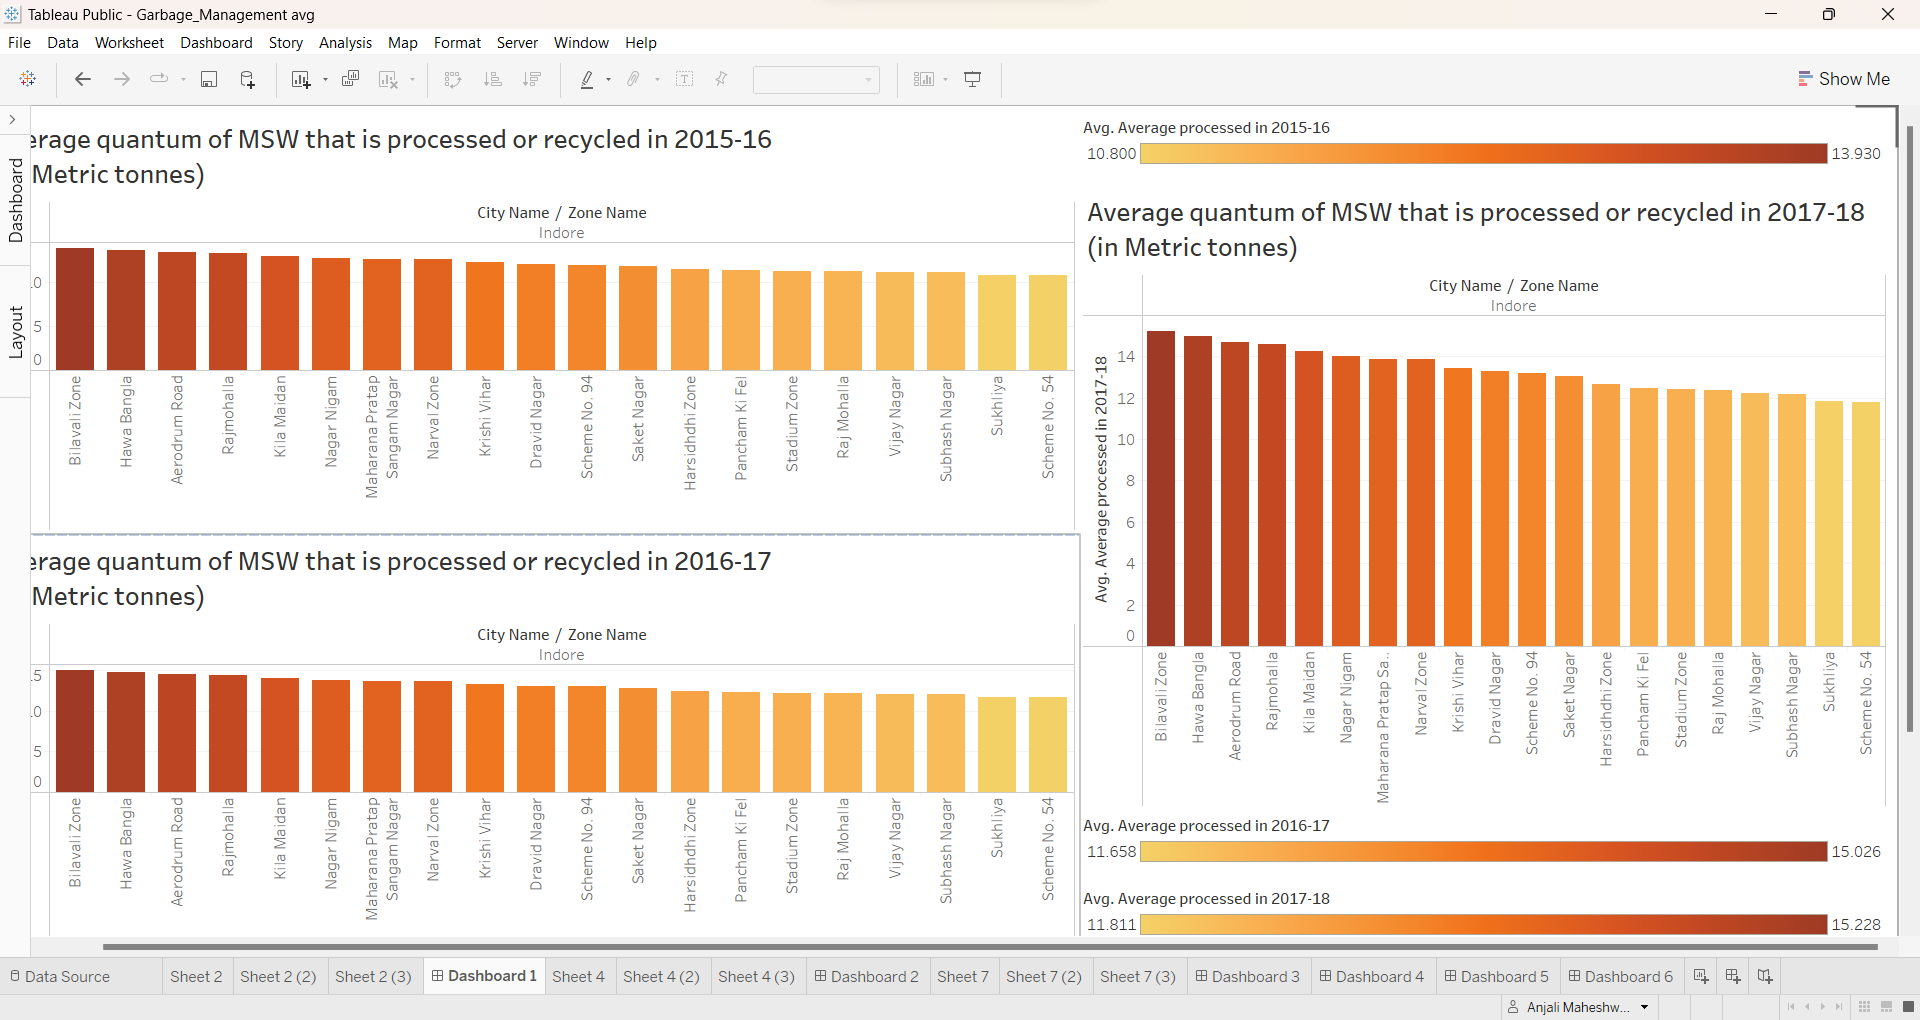 Tableau Public - Garbage_Management avg
File Data Worksheet Dashboard Story Analysis Map Format Server Window Help
Show Me
Dashboard
Layout
erage quantum of MSW that is processed or recycled in 2015-16
Metric tonnes)
City Name / Zone Name
Indore
.0
5
0
Bilavali Zone
Hawa Bangla
Aerodrum Road
Rajmohalla
Kila Maidan
Nagar Nigam
Maharana Pratap
Sangam Nagar
Narval Zone
Krishi Vihar
Dravid Nagar
Scheme No. 94
Saket Nagar
Harsidhdhi Zone
Pancham Ki Fel
Stadium Zone
Raj Mohalla
Vijay Nagar
Subhash Nagar
Sukhliya
Scheme No. 54
erage quantum of MSW that is processed or recycled in 2016-17
Metric tonnes)
City Name / Zone Name
Indore
.5
.0
5
0
Bilavali Zone
Hawa Bangla
Aerodrum Road
Rajmohalla
Kila Maidan
Nagar Nigam
Maharana Pratap
Sangam Nagar
Narval Zone
Krishi Vihar
Dravid Nagar
Scheme No. 94
Saket Nagar
Harsidhdhi Zone
Pancham Ki Fel
Stadium Zone
Raj Mohalla
Vijay Nagar
Subhash Nagar
Sukhliya
Scheme No. 54
Avg. Average processed in 2015-16
10.800 13.930
Average quantum of MSW that is processed or recycled in 2017-18
(in Metric tonnes)
City Name / Zone Name
Indore
Avg. Average processed in 2017-18
14
12
10
8
6
4
2
0
Bilavali Zone
Hawa Bangla
Aerodrum Road
Rajmohalla
Kila Maidan
Nagar Nigam
Maharana Pratap Sa..
Narval Zone
Krishi Vihar
Dravid Nagar
Scheme No. 94
Saket Nagar
Harsidhdhi Zone
Pancham Ki Fel
Stadium Zone
Raj Mohalla
Vijay Nagar
Subhash Nagar
Sukhliya
Scheme No. 54
Avg. Average processed in 2016-17
11.658 15.026
Avg. Average processed in 2017-18
11.811 15.228
Data Source Sheet 2 Sheet 2 (2) Sheet 2 (3) Dashboard 1 Sheet 4 Sheet 4 (2) Sheet 4 (3) Dashboard 2 Sheet 7 Sheet 7 (2) Sheet 7 (3) Dashboard 3 Dashboard 4 Dashboard 5 Dashboard 6
Anjali Maheshw...